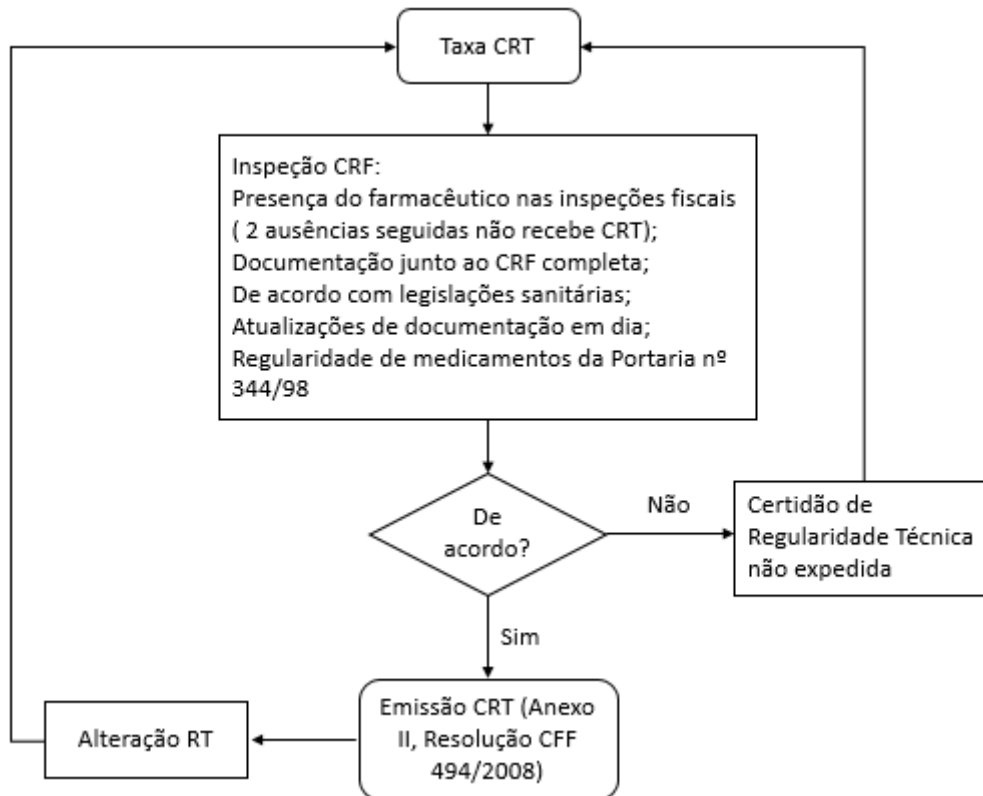 Taxa CRT
Inspeção CRF:
Presença do farmacêutico nas inspeções fiscais
( 2 ausências seguidas não recebe CRT);
Documentação junto ao CRF completa;
De acordo com legislações sanitárias;
Atualizações de documentação em dia;
Regularidade de medicamentos da Portaria nº
344/98
De
acordo?
Não
Certidão de
Regularidade Técnica
não expedida
Sim
Emissão CRT (Anexo
II, Resolução CFF
494/2008)
Alteração RT